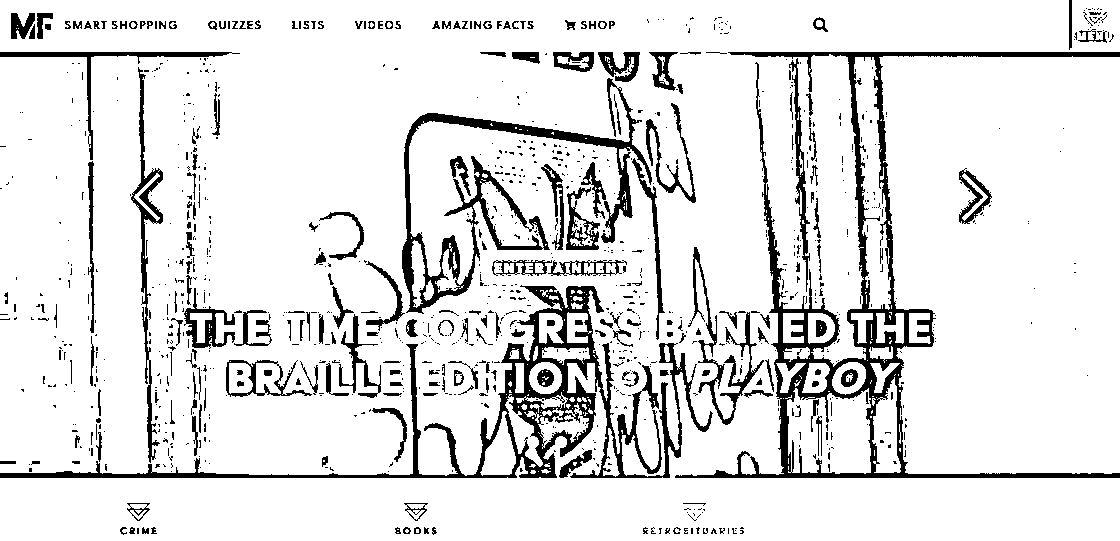 MF SMART SHOPPING QUIZZES LISTS VIDEOS AMAZING FACTS SHOP
MENU
ENTERTAINMENT
THE TIME CONGRESS BANNED THE
BRAILLE EDITION OF PLAYBOY
CRIME BOOKS RETROBITUARIES